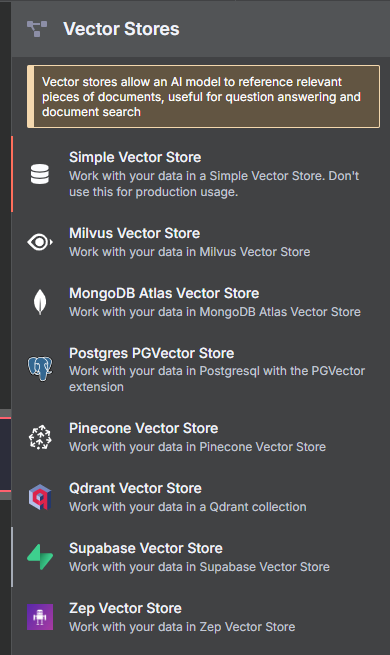 Vector Stores
Vector stores allow an AI model to reference relevant
pieces of documents, useful for question answering and
document search
Simple Vector Store
Work with your data in a Simple Vector Store. Don't
use this for production usage.
Milvus Vector Store
Work with your data in Milvus Vector Store
MongoDB Atlas Vector Store
Work with your data in MongoDB Atlas Vector Store
Postgres PGVector Store
Work with your data in Postgresql with the PGVector
extension
Pinecone Vector Store
Work with your data in Pinecone Vector Store
Qdrant Vector Store
Work with your data in a Qdrant collection
Supabase Vector Store
Work with your data in Supabase Vector Store
Zep Vector Store
Work with your data in Zep Vector Store